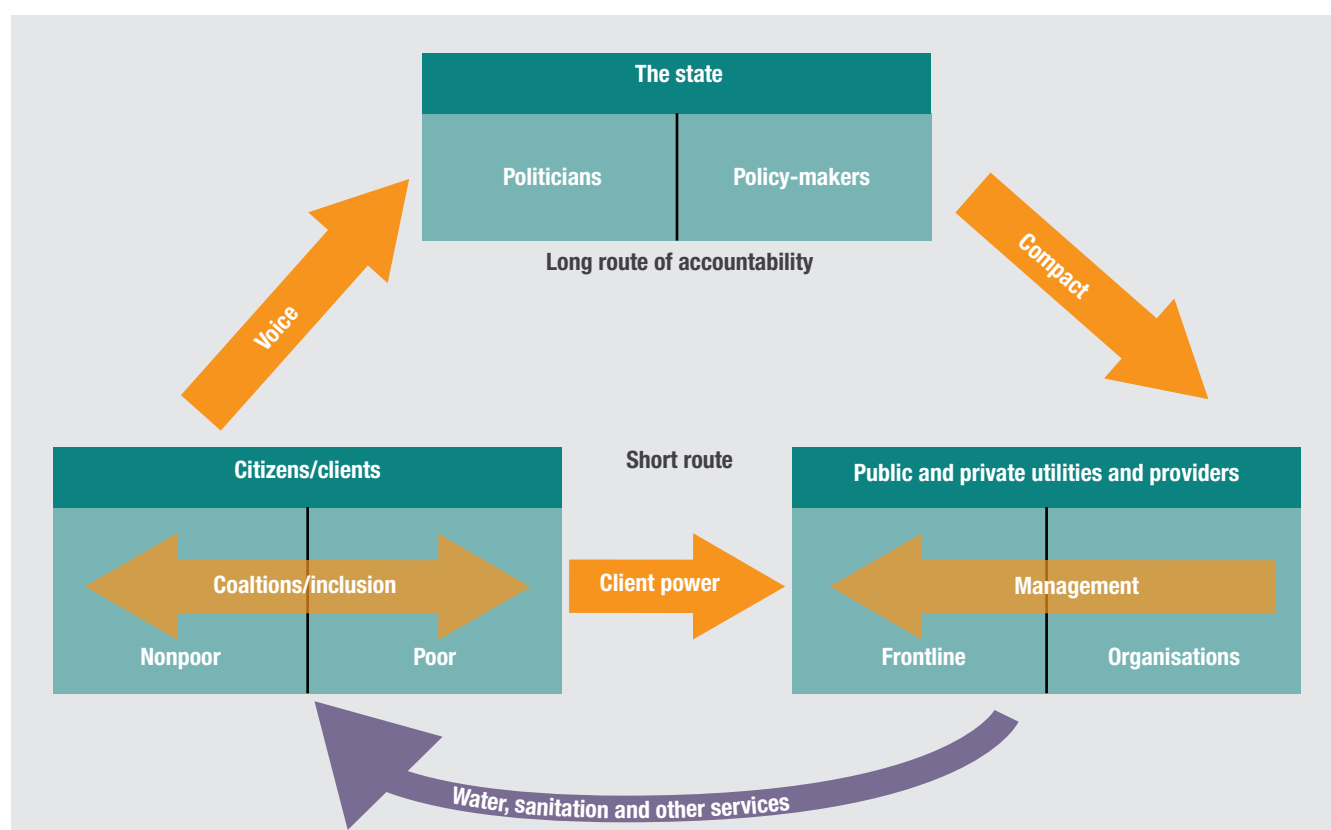 The state
Politicians
Policy-makers
Long route of accountability
Voice
Compact
Citizens/clients
Short route
Public and private utilities and providers
Coaltions/inclusion
Client power
Management
Nonpoor
Poor
Frontline
Organisations
Water, sanitation and other services